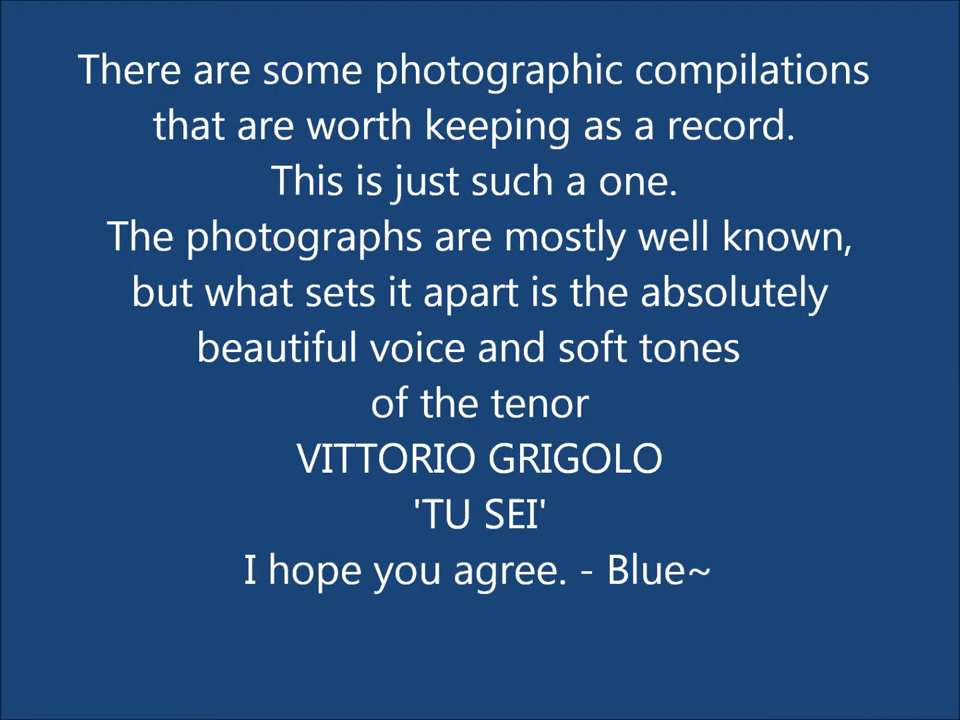 There are some photographic compilations
that are worth keeping as a record.
This is just such a one.
The photographs are mostly well known,
but what sets it apart is the absolutely
beautiful voice and soft tones
of the tenor
VITTORIO GRIGOLO
'TU SEI'
I hope you agree. - Blue~